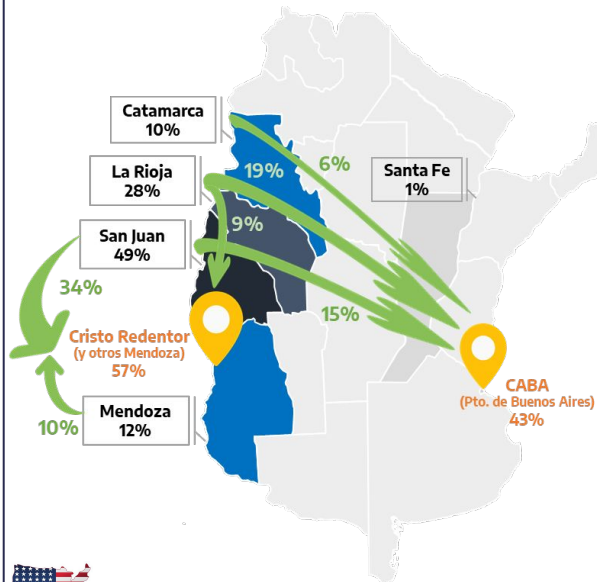 Catamarca
10%
6%
La Rioja
28%
19%
Santa Fe
1%
9%
San Juan
49%
34%
15%
Cristo Redentor
(y otros Mendoza)
57%
CABA
(Pto. de Buenos Aires)
43%
Mendoza
12%
10%